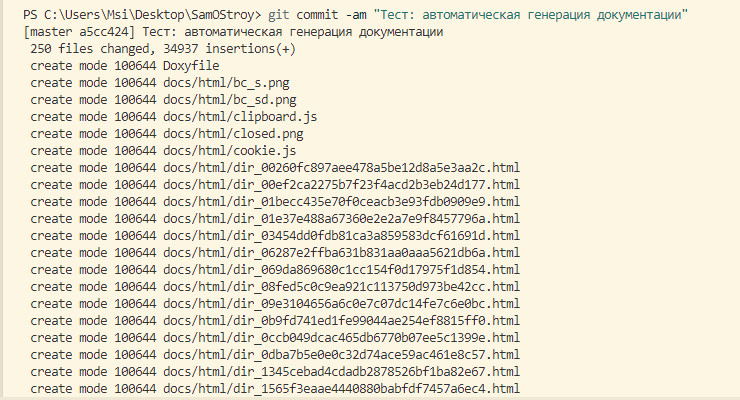 PS C:\Users\Msi\Desktop\SamOStroy> git commit -am "Тест: автоматическая генерация документации"
[master a5cc424] Тест: автоматическая генерация документации
250 files changed, 34937 insertions(+)
create mode 100644 Doxyfile
create mode 100644 docs/html/bc_s.png
create mode 100644 docs/html/bc_sd.png
create mode 100644 docs/html/clipboard.js
create mode 100644 docs/html/closed.png
create mode 100644 docs/html/cookie.js
create mode 100644 docs/html/dir_00260fc897aee478a5be12d8a5e3aa2c.html
create mode 100644 docs/html/dir_00ef2ca2275b7f23f4acd2b3eb24d177.html
create mode 100644 docs/html/dir_01becc435e70f0ceacb3e93fdb0909e9.html
create mode 100644 docs/html/dir_01e37e488a67360e2e2a7e9f8457796a.html
create mode 100644 docs/html/dir_03454dd0fdb81ca3a859583dcf61691d.html
create mode 100644 docs/html/dir_06287e2ffba631b831aa0aaa5621db6a.html
create mode 100644 docs/html/dir_069da869680c1cc154f0d17975f1d854.html
create mode 100644 docs/html/dir_08fed5c0c9ea921c113750d973be42cc.html
create mode 100644 docs/html/dir_09e3104656a6c0e7c07dc14fe7c6e0bc.html
create mode 100644 docs/html/dir_0b9fd741ed1fe99044ae254ef8815ff0.html
create mode 100644 docs/html/dir_0ccb049dcac465db6770b07ee5c1399e.html
create mode 100644 docs/html/dir_0dba7b5e0e0c32d74ace59ac461e8c57.html
create mode 100644 docs/html/dir_1345cebad4cdadb2878526bf1ba82e67.html
create mode 100644 docs/html/dir_1565f3eaae4440880babfdf7457a6ec4.html